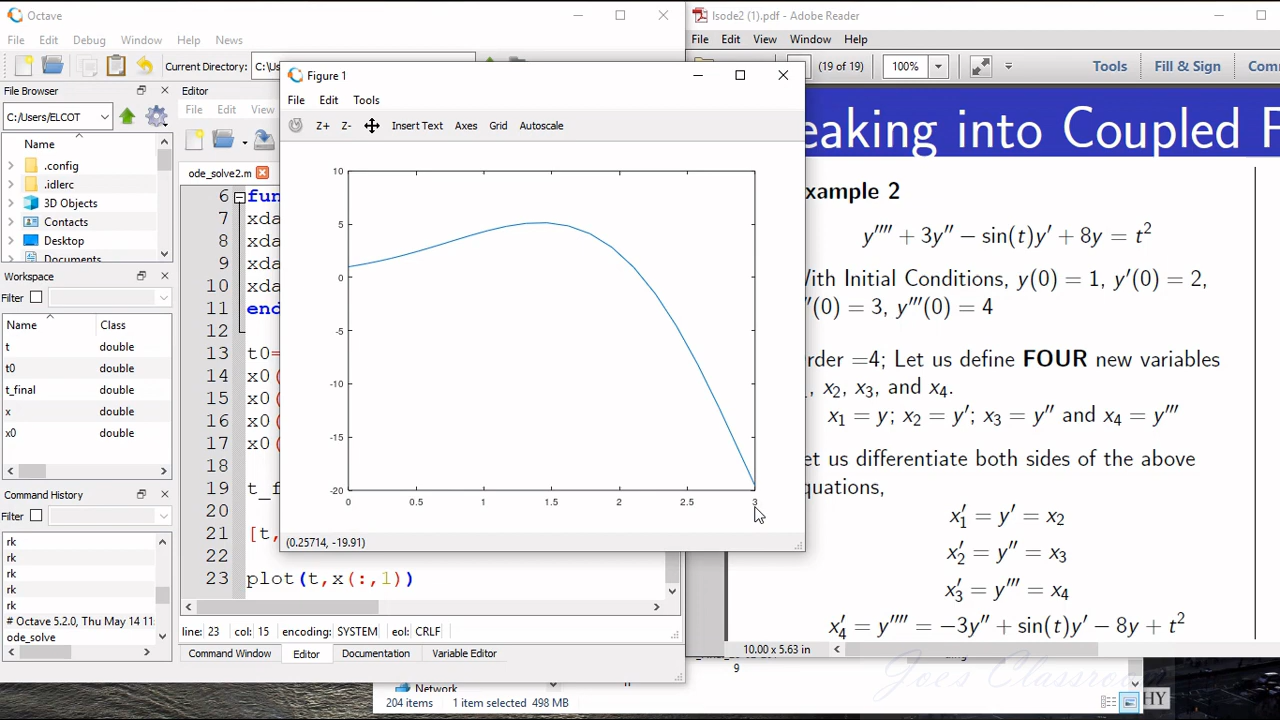 Octave
File Edit Debug Window Help News
Current Directory: C:\Us
File Browser
C:/Users/ELCOT
Name
.config
.idlerc
3D Objects
Contacts
Desktop
Documents
Workspace
Filter
Name Class
t double
t0 double
t_final double
x double
x0 double
Command History
Filter
rk
rk
rk
rk
rk
# Octave 5.2.0, Thu May 14 11:
ode_solve
Editor
File Edit View
ode_solve2.m
6 fun
7 xda
8 xda
9 xda
10 xda
11 end
12
13 t0=
14 x0(
15 x0(
16 x0(
17 x0(
18
19 t_f
20
21 [t,
22
23 plot(t,x(:,1))
line: 23 col: 15 encoding: SYSTEM eol: CRLF
Command Window Editor Documentation Variable Editor
Figure 1
File Edit Tools
Z+ Z- Insert Text Axes Grid Autoscale
10
5
0
-5
-10
-15
-20
0 0.5 1 1.5 2 2.5 3
(0.25714, -19.91)
lsode2 (1).pdf - Adobe Reader
File Edit View Window Help
(19 of 19) 100% Tools Fill & Sign Comm
eaking into Coupled F
xample 2
y′′′′ + 3y′′ − sin(t)y′ + 8y = t²
With Initial Conditions, y(0) = 1, y′(0) = 2,
′′(0) = 3, y′′′(0) = 4
rder =4; Let us define FOUR new variables
, x₂, x₃, and x₄.
x₁ = y; x₂ = y′; x₃ = y′′ and x₄ = y′′′
et us differentiate both sides of the above
quations,
x′₁ = y′ = x₂
x′₂ = y′′ = x₃
x′₃ = y′′′ = x₄
x′₄ = y′′′′ = −3y′′ + sin(t)y′ − 8y + t²
10.00 x 5.63 in
9
Network
204 items 1 item selected 498 MB
Joe's Classroom
HY